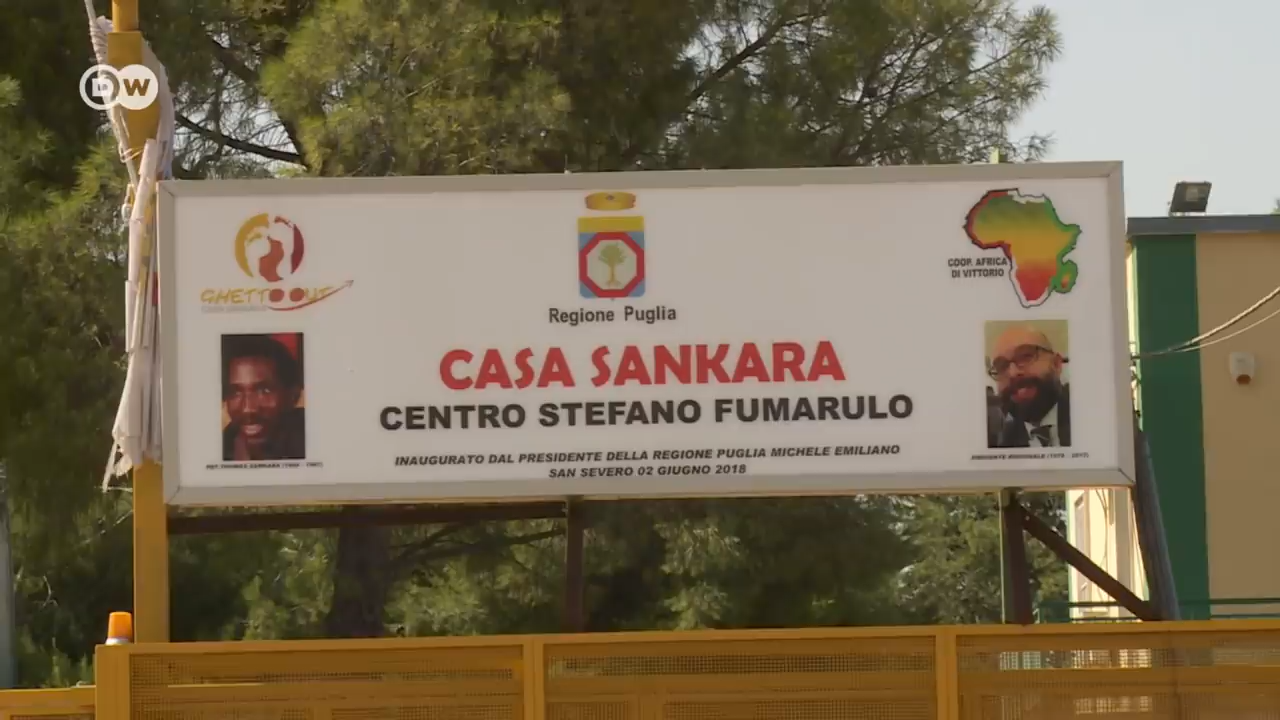 DW
GHETTO OUT
Regione Puglia
COOP. AFRICA
DI VITTORIO
CASA SANKARA
CENTRO STEFANO FUMARULO
INAUGURATO DAL PRESIDENTE DELLA REGIONE PUGLIA MICHELE EMILIANO
SAN SEVERO 02 GIUGNO 2018